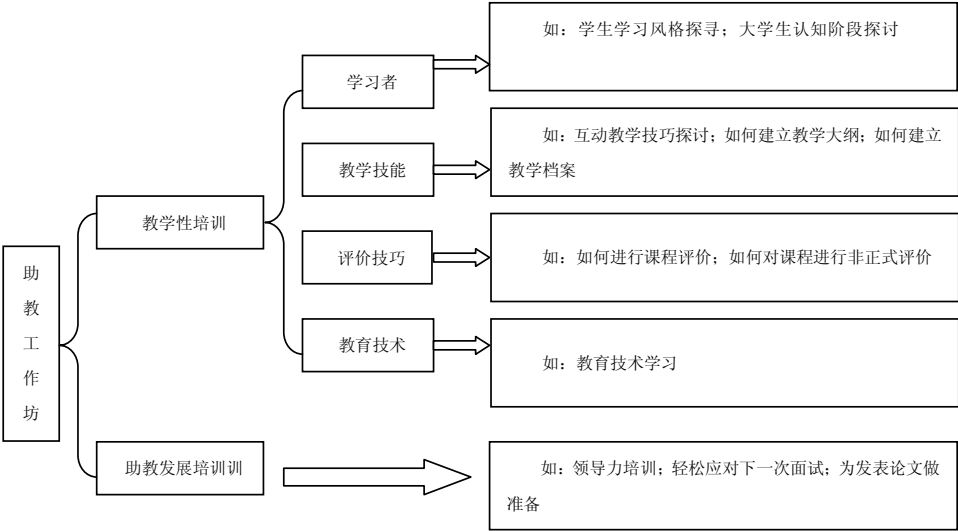 助教工作坊
教学性培训
学习者
如：学生学习风格探寻；大学生认知阶段探讨
教学技能
如：互动教学技巧探讨；如何建立教学大纲；如何建立
教学档案
评价技巧
如：如何进行课程评价；如何对课程进行非正式评价
教育技术
如：教育技术学习
助教发展培训训
如：领导力培训；轻松应对下一次面试；为发表论文做
准备